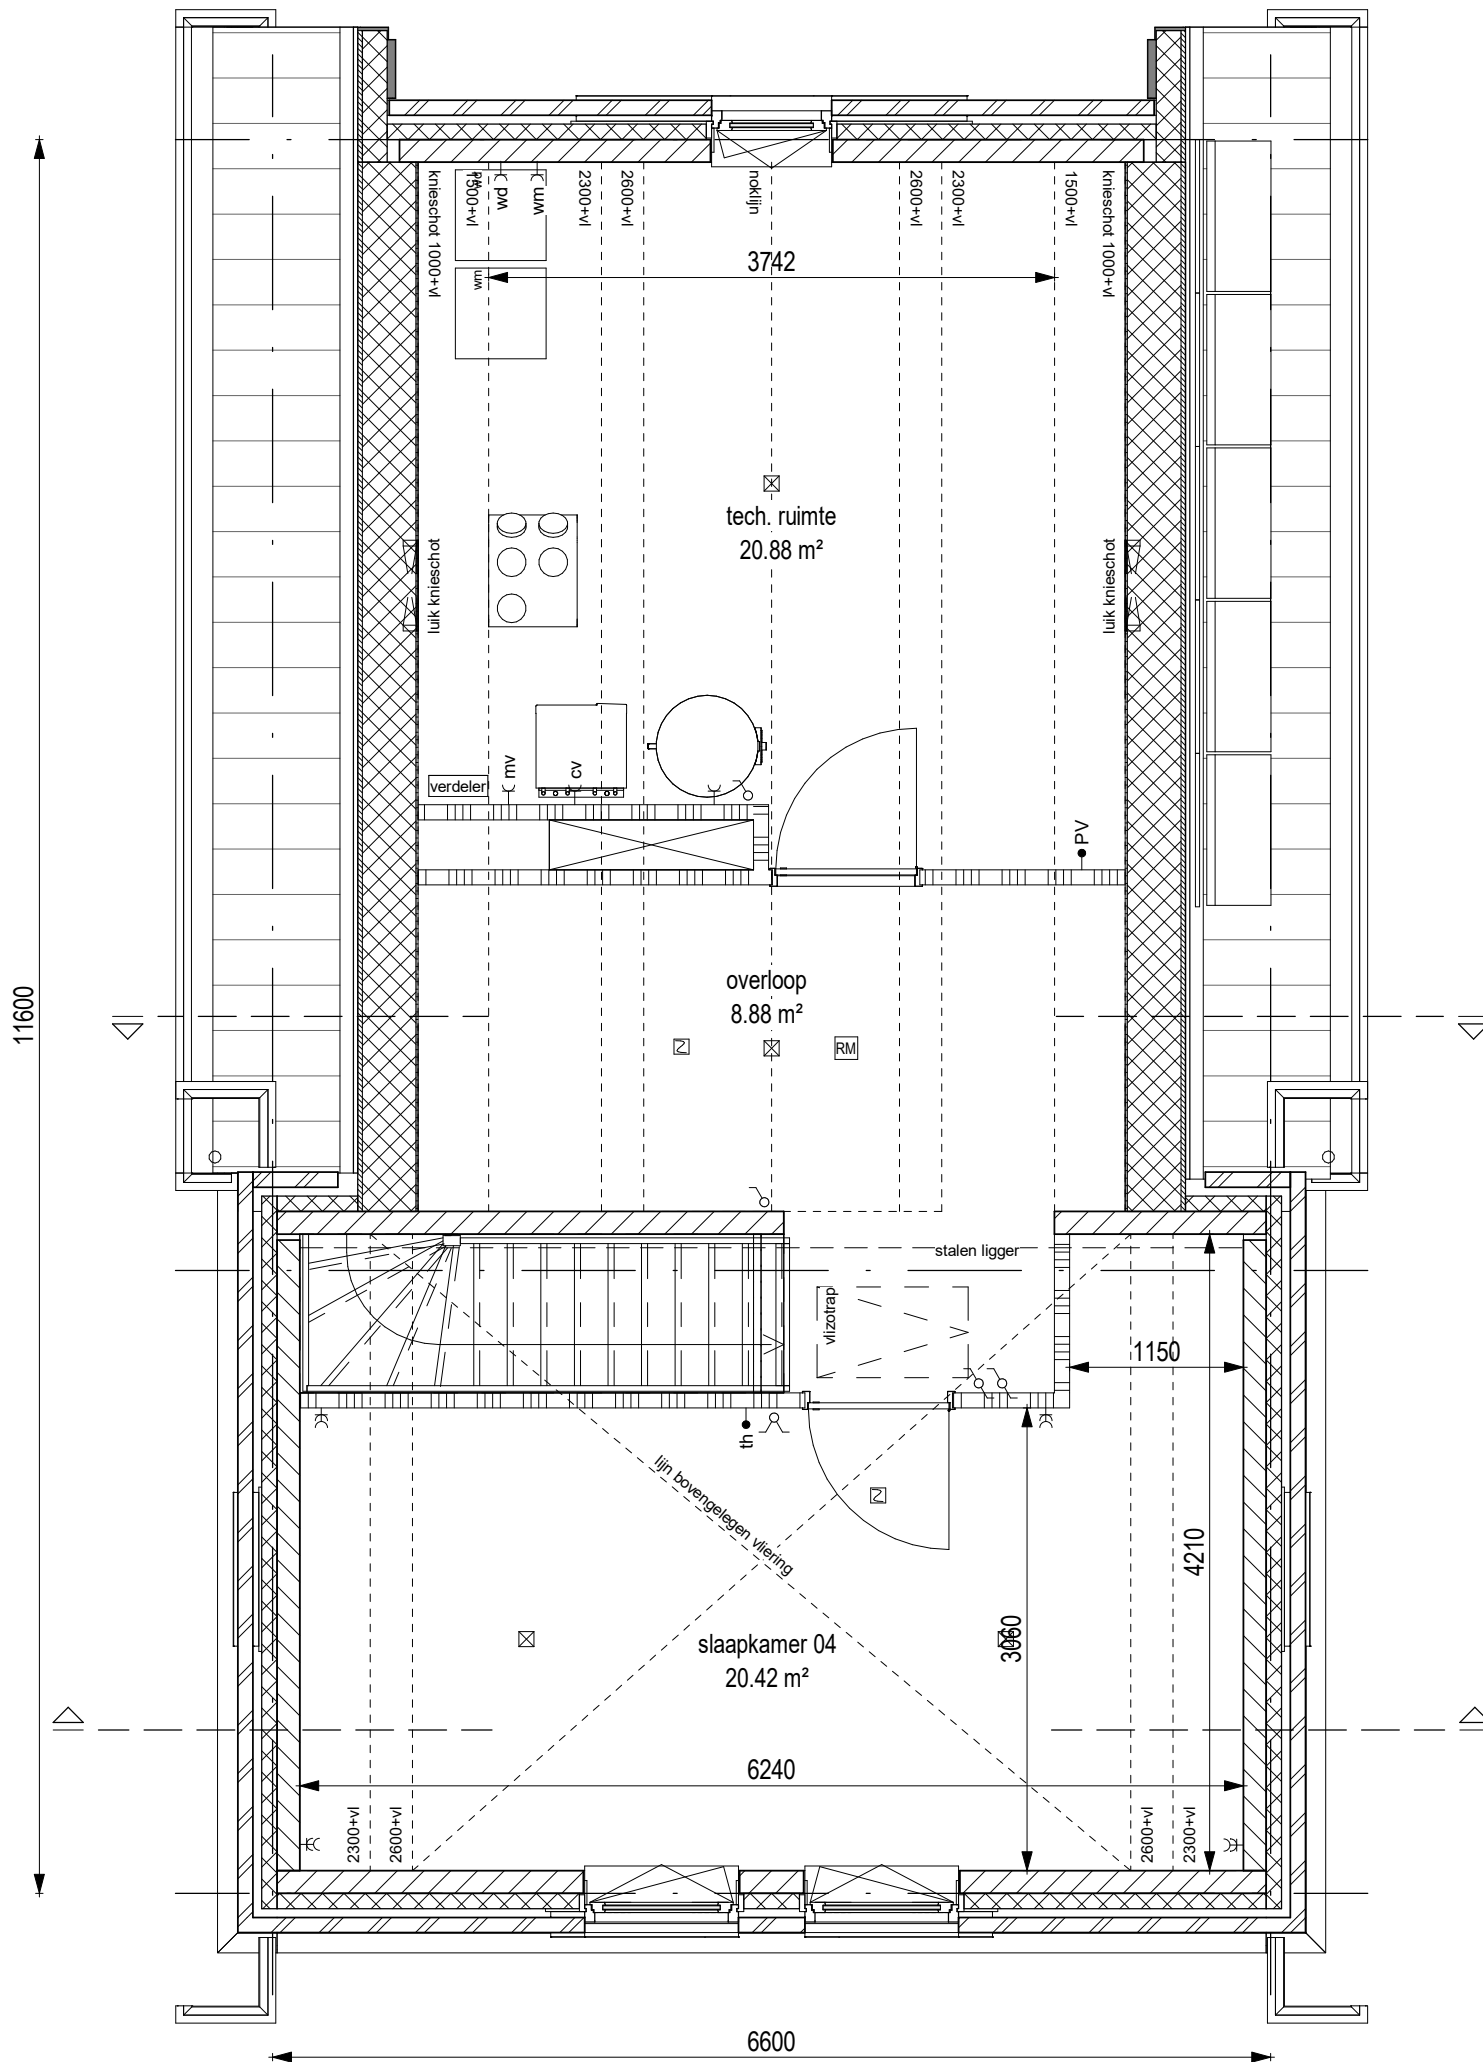 knieschot 1000+vl
1500+vl
wd
wd
wm
2300+vl
2600+vl
noklijn
2600+vl
2300+vl
1500+vl
knieschot 1000+vl
wm
3742
tech. ruimte
20.88 m²
luik knieschot
luik knieschot
verdeler
mv
cv
PV
11600
overloop
8.88 m²
RM
stalen ligger
vlizotrap
1150
th
lijn bovengelegen vliering
4210
3060
slaapkamer 04
20.42 m²
6240
2300+vl
2600+vl
2600+vl
2300+vl
6600